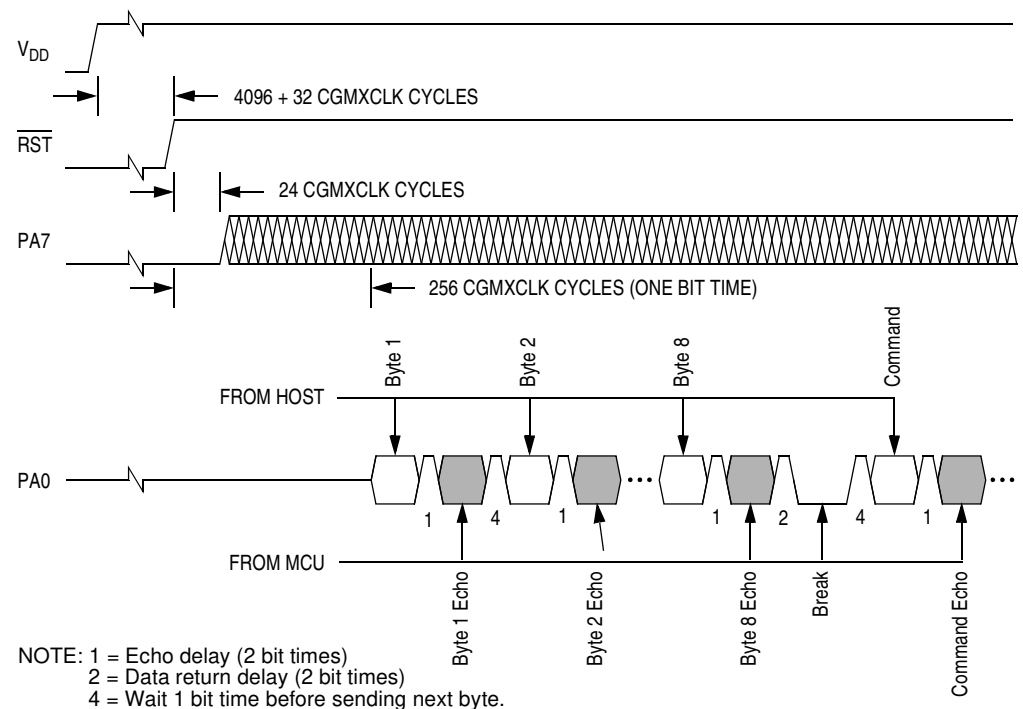 VDD
4096 + 32 CGMXCLK CYCLES
RST
24 CGMXCLK CYCLES
PA7
256 CGMXCLK CYCLES (ONE BIT TIME)
Byte 1
Byte 2
Byte 8
Command
FROM HOST
PA0
1
4
1
1
2
4
1
FROM MCU
Byte 1 Echo
Byte 2 Echo
Byte 8 Echo
Break
Command Echo
NOTE: 1 = Echo delay (2 bit times)
2 = Data return delay (2 bit times)
4 = Wait 1 bit time before sending next byte.